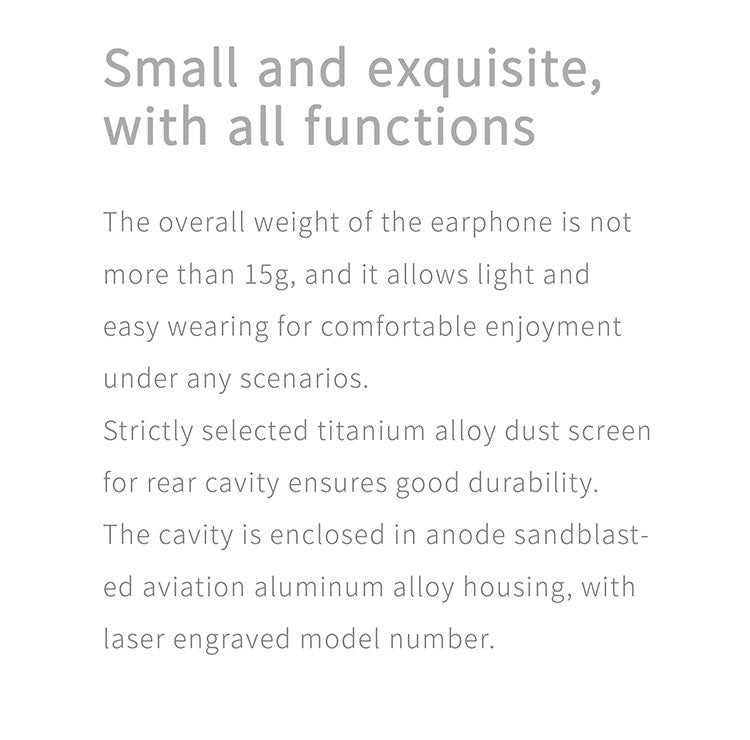 Small and exquisite,
with all functions
The overall weight of the earphone is not
more than 15g, and it allows light and
easy wearing for comfortable enjoyment
under any scenarios.
Strictly selected titanium alloy dust screen
for rear cavity ensures good durability.
The cavity is enclosed in anode sandblast-
ed aviation aluminum alloy housing, with
laser engraved model number.